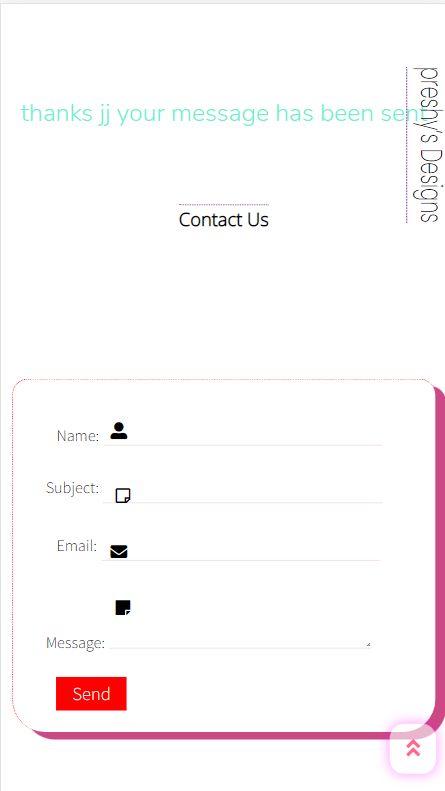 thanks jj your message has been sent
preshy's Designs
Contact Us
Name:
Subject:
Email:
Message:
Send